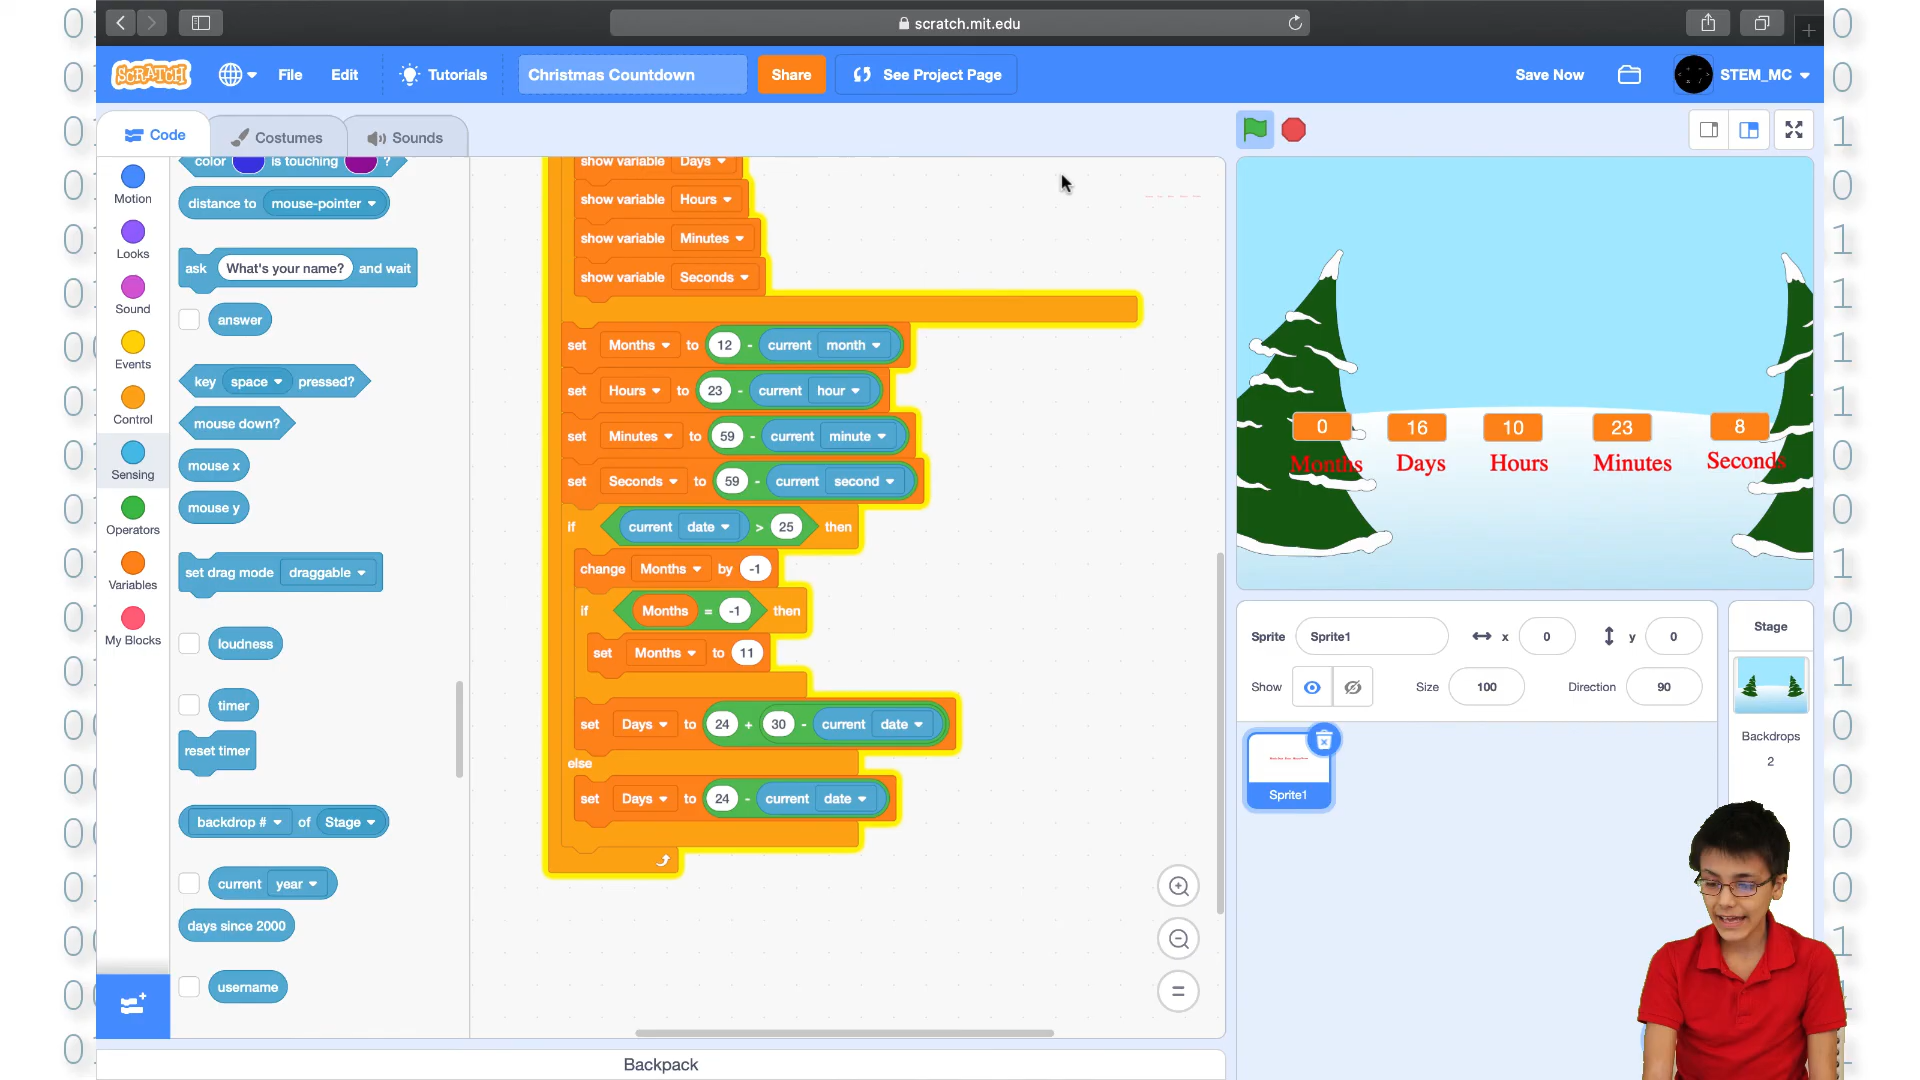 scratch.mit.edu
SCRATCH File Edit Tutorials Christmas Countdown Share See Project Page Save Now STEM_MC
Code Costumes Sounds
Motion
Looks
Sound
Events
Control
Sensing
Operators
Variables
My Blocks
color is touching ?
distance to mouse-pointer
ask What's your name? and wait
answer
key space pressed?
mouse down?
mouse x
mouse y
set drag mode draggable
loudness
timer
reset timer
backdrop # of Stage
current year
days since 2000
username
show variable Days
show variable Hours
show variable Minutes
show variable Seconds
set Months to 12 - current month
set Hours to 23 - current hour
set Minutes to 59 - current minute
set Seconds to 59 - current second
if current date > 25 then
change Months by -1
if Months = -1 then
set Months to 11
set Days to 24 + 30 - current date
else
set Days to 24 - current date
Backpack
0 16 10 23 8
Months Days Hours Minutes Seconds
Sprite Sprite1 x 0 y 0
Show Size 100 Direction 90
Sprite1
Stage
Backdrops
2